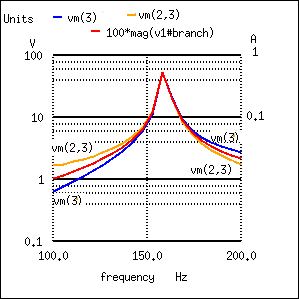 Units vm(3) vm(2,3)
V 100*mag(v1#branch) A
100 1
10 0.1
vm(3)
vm(2,3)
vm(2,3)
1
vm(3)
0.1
100.0 150.0 200.0
frequency Hz